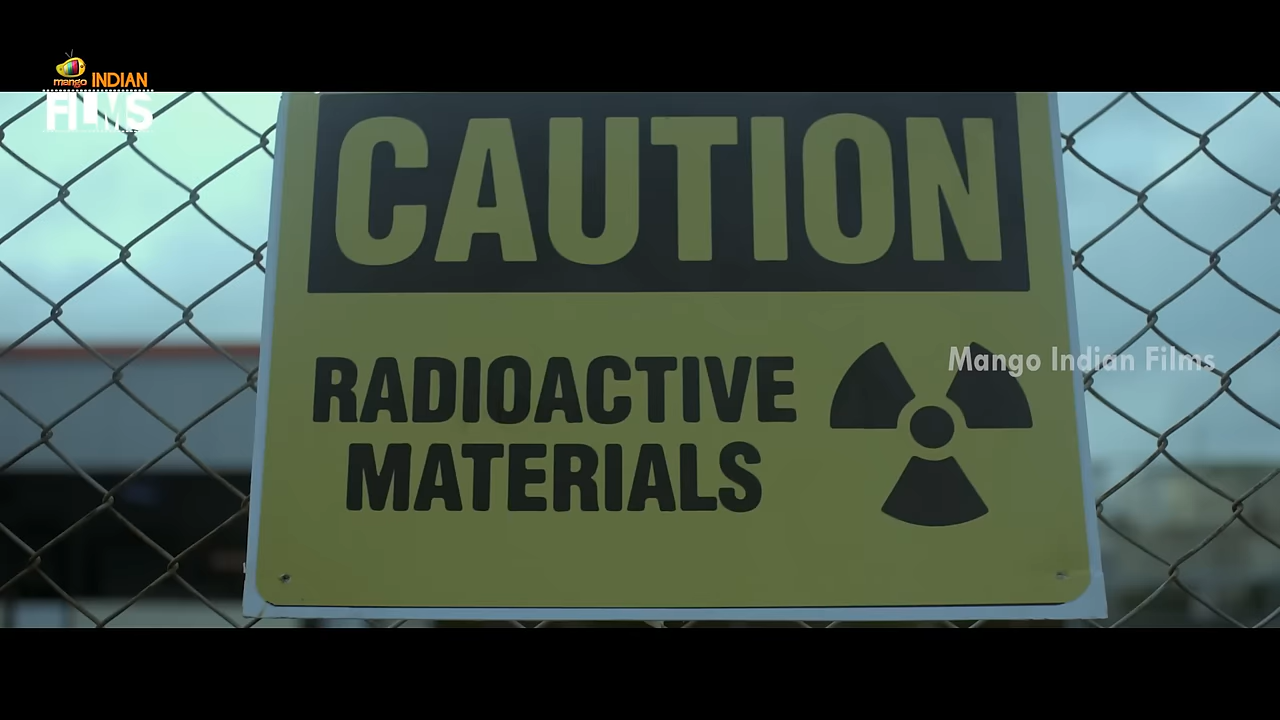 mango INDIAN
FILMS
CAUTION
RADIOACTIVE
MATERIALS
Mango Indian Films